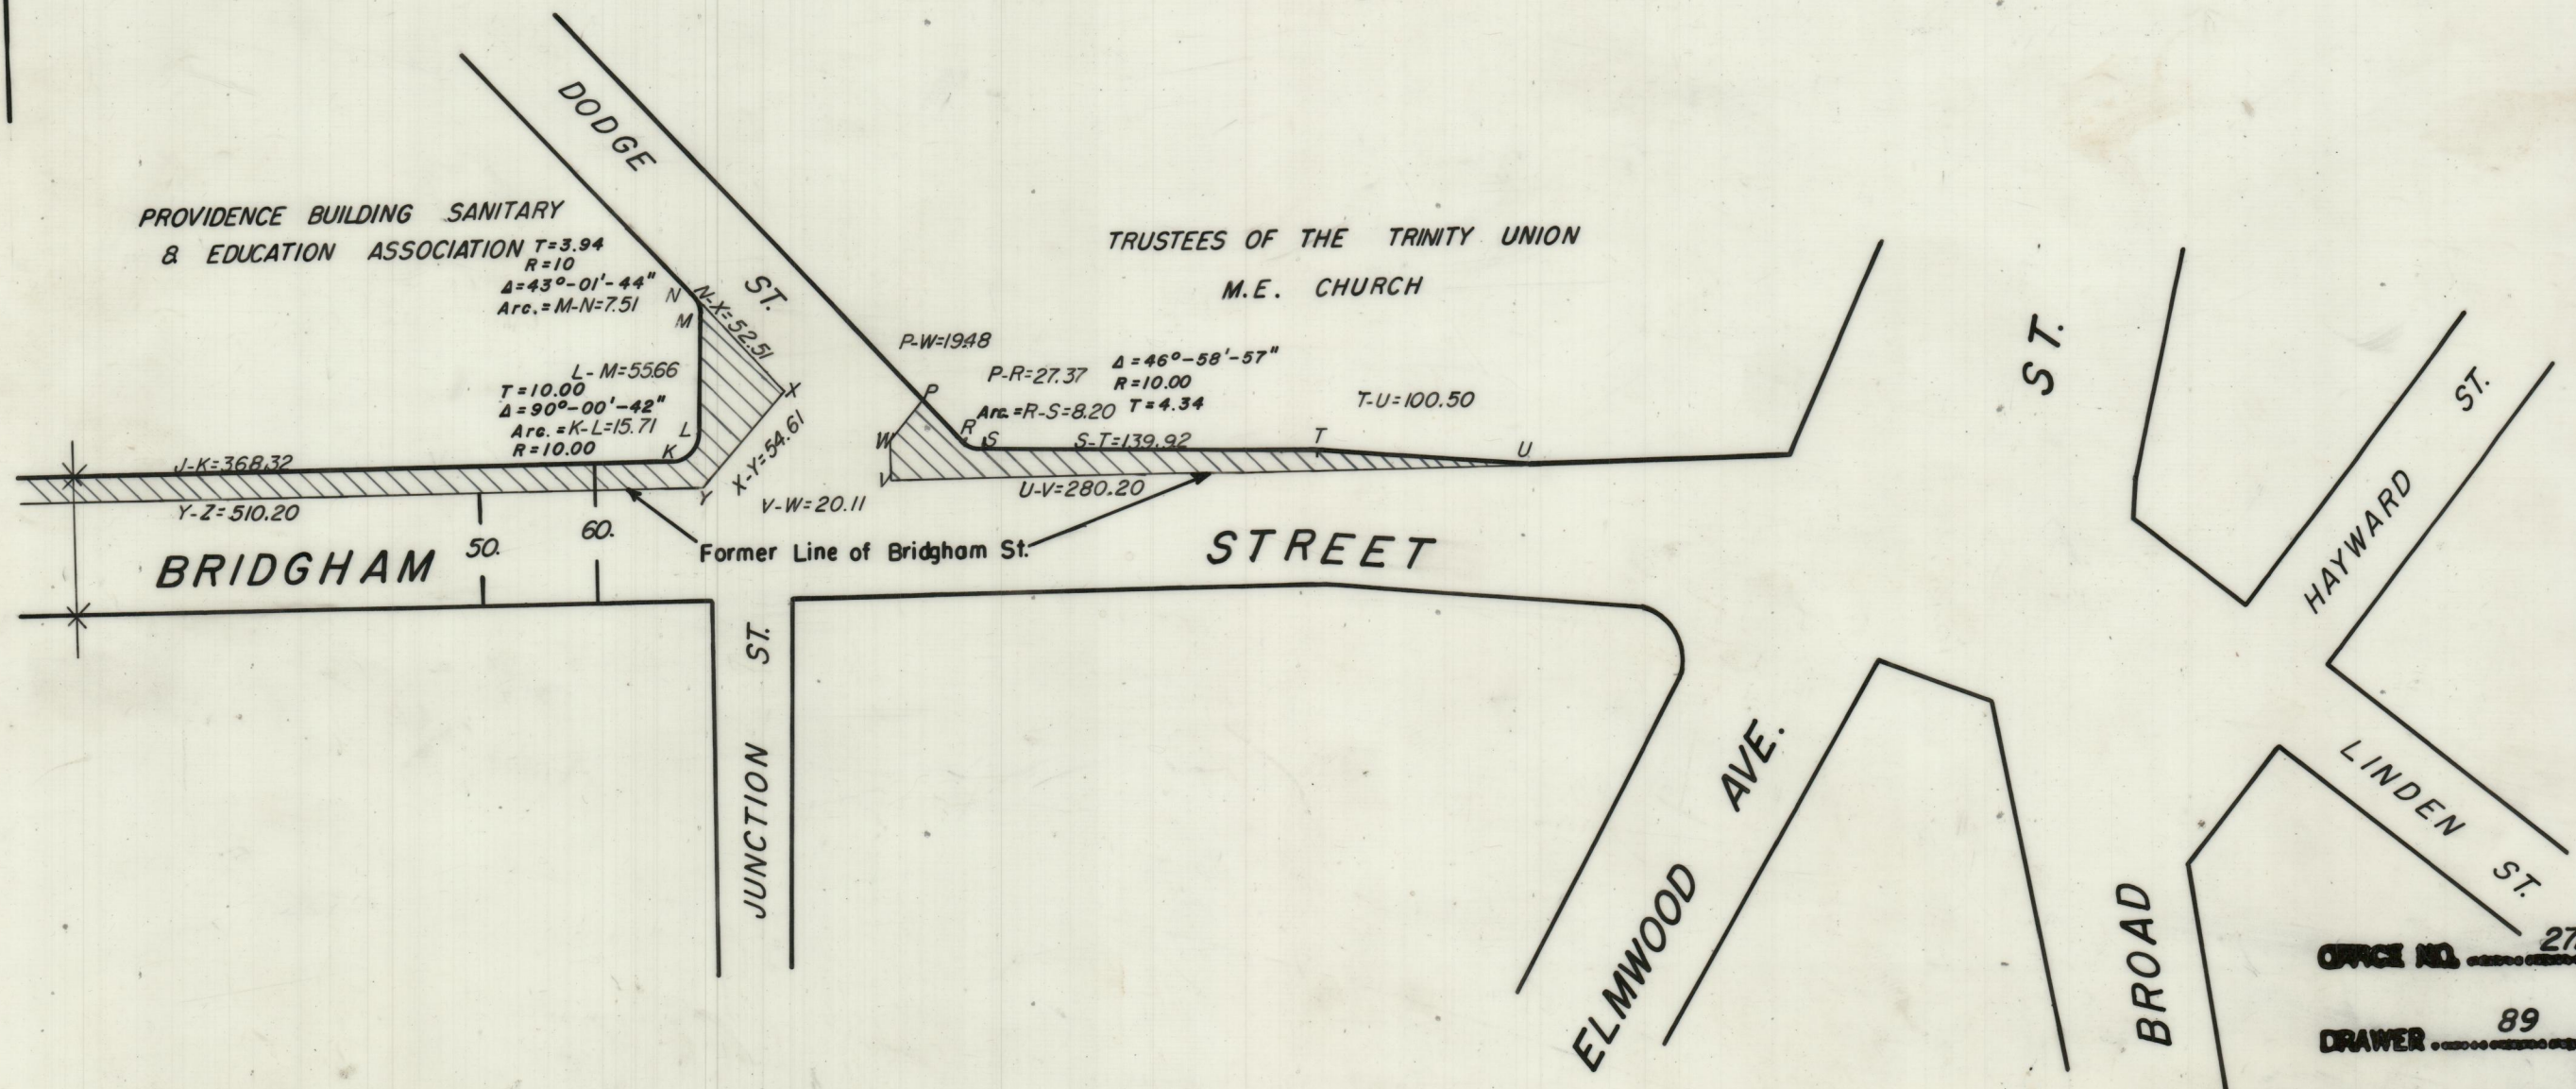 DODGE ST.
PROVIDENCE BUILDING SANITARY
& EDUCATION ASSOCIATION
T=3.94
R=10
Δ=43°-01'-44"
Arc.=M-N=7.51
N
M
N-X=52.51
L-M=55.66
T=10.00
Δ=90°-00'-42"
Arc.=K-L=15.71
R=10.00
L
K
X
X-Y=54.61
Y
J-K=368.32
Y-Z=510.20
TRUSTEES OF THE TRINITY UNION
M.E. CHURCH
P-W=19.48
P-R=27.37
Δ=46°-58'-57"
R=10.00
Arc.=R-S=8.20
T=4.34
T-U=100.50
P
W
R
S
S-T=139.92
T
U
V
V-W=20.11
U-V=280.20
50.
60.
Former Line of Bridgham St.
BRIDGHAM STREET
JUNCTION ST.
ELMWOOD AVE.
BROAD ST.
HAYWARD ST.
LINDEN ST.
OFFICE NO.
DRAWER 89